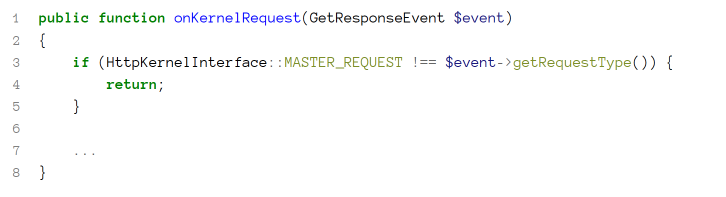 1 public function onKernelRequest(GetResponseEvent $event)
2 {
3     if (HttpKernelInterface::MASTER_REQUEST !== $event->getRequestType()) {
4         return;
5     }
6
7     ...
8 }